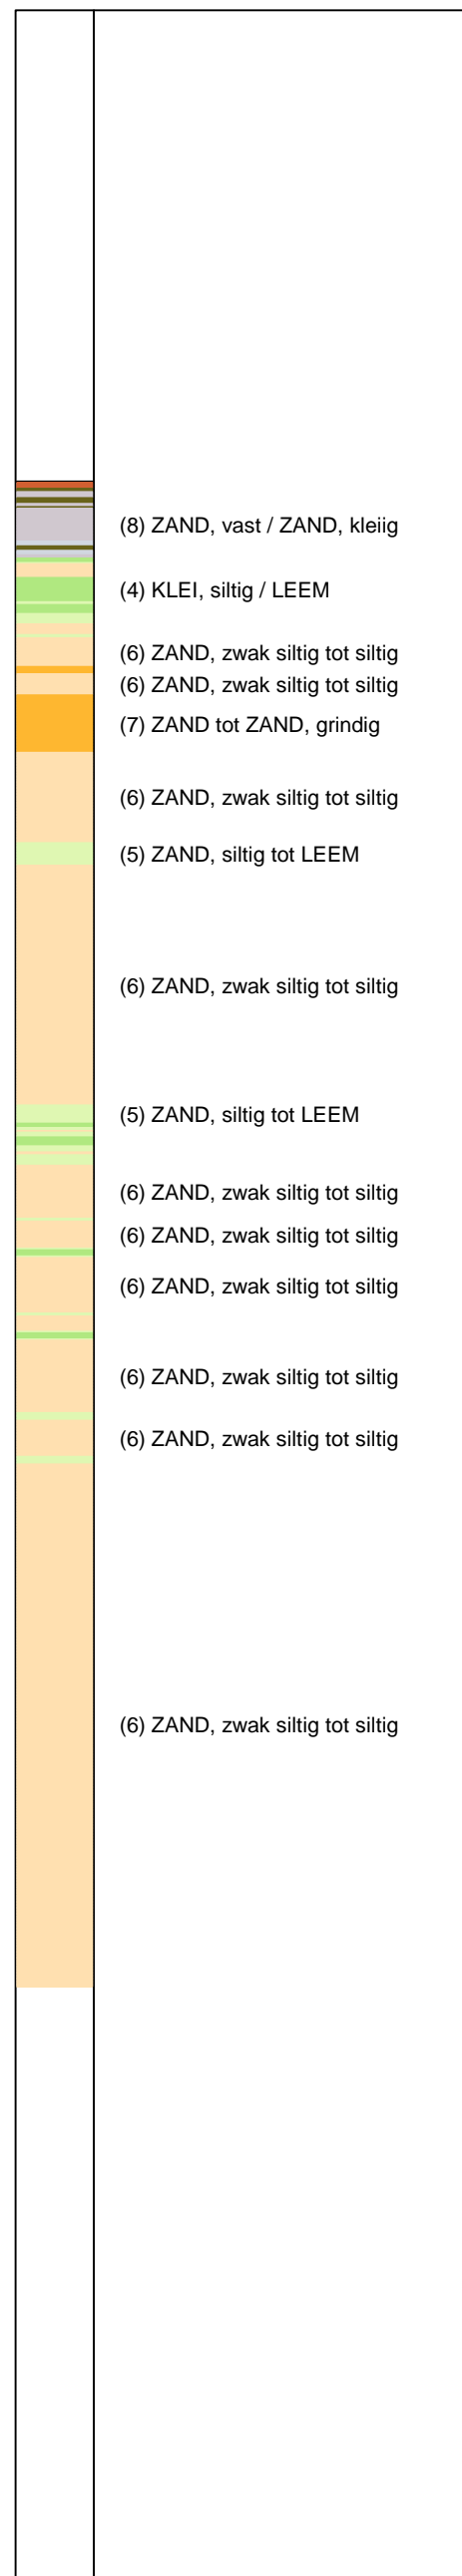 (8) ZAND, vast / ZAND, kleiig
(4) KLEI, siltig / LEEM
(6) ZAND, zwak siltig tot siltig
(6) ZAND, zwak siltig tot siltig
(7) ZAND tot ZAND, grindig
(6) ZAND, zwak siltig tot siltig
(5) ZAND, siltig tot LEEM
(6) ZAND, zwak siltig tot siltig
(5) ZAND, siltig tot LEEM
(6) ZAND, zwak siltig tot siltig
(6) ZAND, zwak siltig tot siltig
(6) ZAND, zwak siltig tot siltig
(6) ZAND, zwak siltig tot siltig
(6) ZAND, zwak siltig tot siltig
(6) ZAND, zwak siltig tot siltig